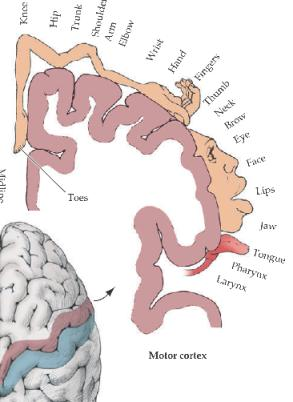 Knee
Hip
Trunk
Shoulder
Arm
Elbow
Wrist
Hand
Fingers
Thumb
Neck
Brow
Eye
Face
Lips
Jaw
Tongue
Pharynx
Larynx
Toes
Motor cortex